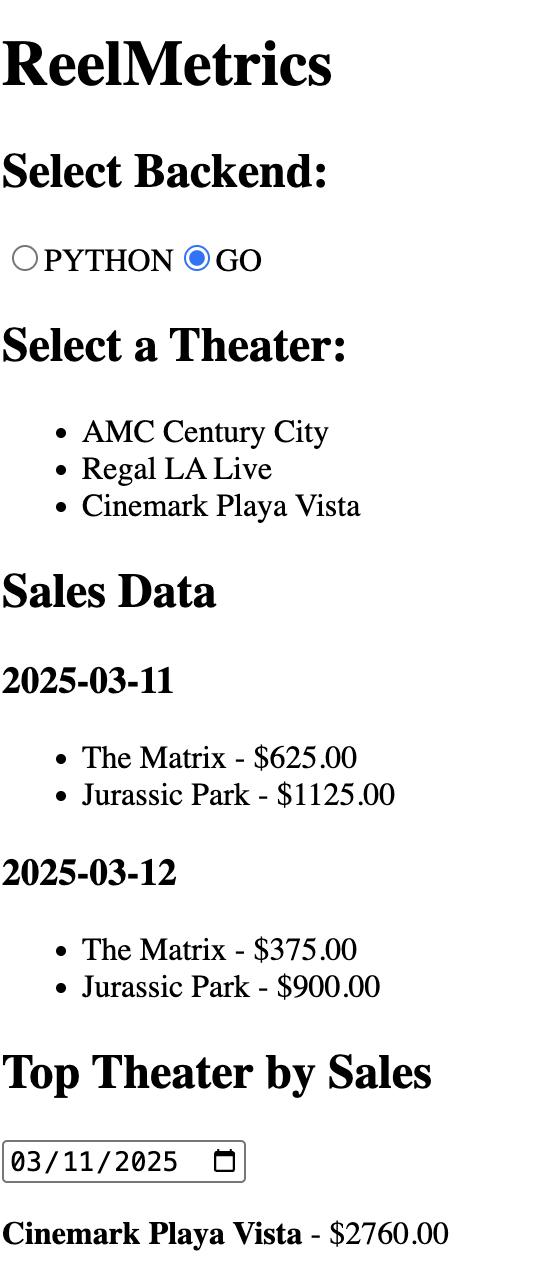 ReelMetrics
Select Backend:
PYTHON GO
Select a Theater:
AMC Century City
Regal LA Live
Cinemark Playa Vista
Sales Data
2025-03-11
The Matrix - $625.00
Jurassic Park - $1125.00
2025-03-12
The Matrix - $375.00
Jurassic Park - $900.00
Top Theater by Sales
03/11/2025
Cinemark Playa Vista - $2760.00